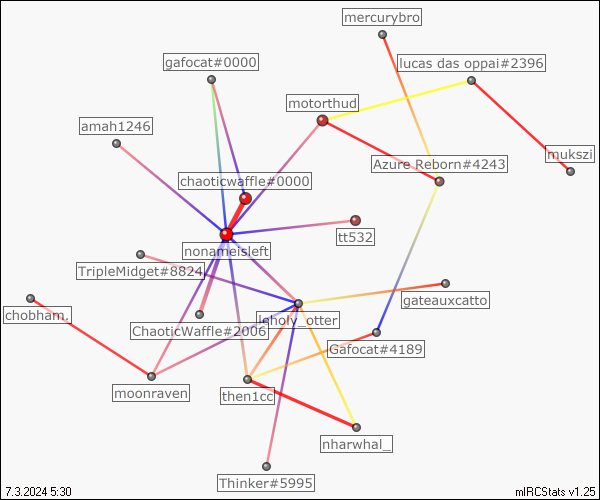 mercurybro
gafocat#0000
lucas das oppai#2396
motorthud
amah1246
mukszi
Azure Reborn#4243
chaoticwaffle#0000
tt532
nonameisleft
TripleMidget#8824
gateauxcatto
chobham.
leholy_otter
ChaoticWaffle#2006
Gafocat#4189
moonraven
then1cc
nharwhal_
Thinker#5995
7.3.2024 5:30
mIRCStats v1.25